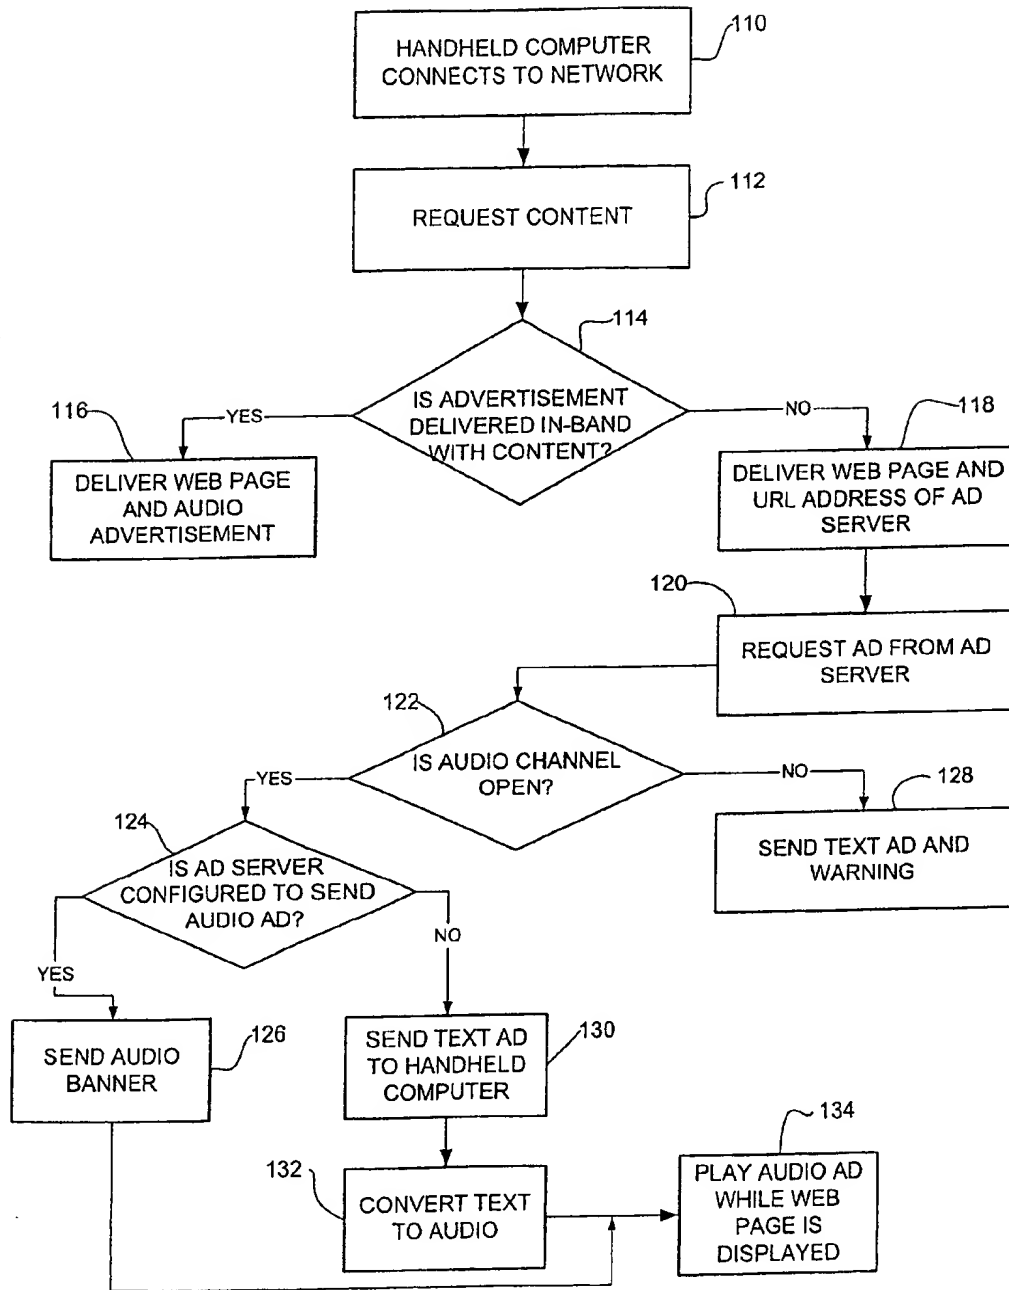 110
HANDHELD COMPUTER
CONNECTS TO NETWORK
112
REQUEST CONTENT
114
IS ADVERTISEMENT
DELIVERED IN-BAND
WITH CONTENT?
YES
NO
116
DELIVER WEB PAGE
AND AUDIO
ADVERTISEMENT
118
DELIVER WEB PAGE AND
URL ADDRESS OF AD
SERVER
120
REQUEST AD FROM AD
SERVER
122
IS AUDIO CHANNEL
OPEN?
YES
NO
128
SEND TEXT AD AND
WARNING
124
IS AD SERVER
CONFIGURED TO SEND
AUDIO AD?
YES
NO
SEND AUDIO
BANNER
126
SEND TEXT AD
TO HANDHELD
COMPUTER
130
132
CONVERT TEXT
TO AUDIO
134
PLAY AUDIO AD
WHILE WEB
PAGE IS
DISPLAYED